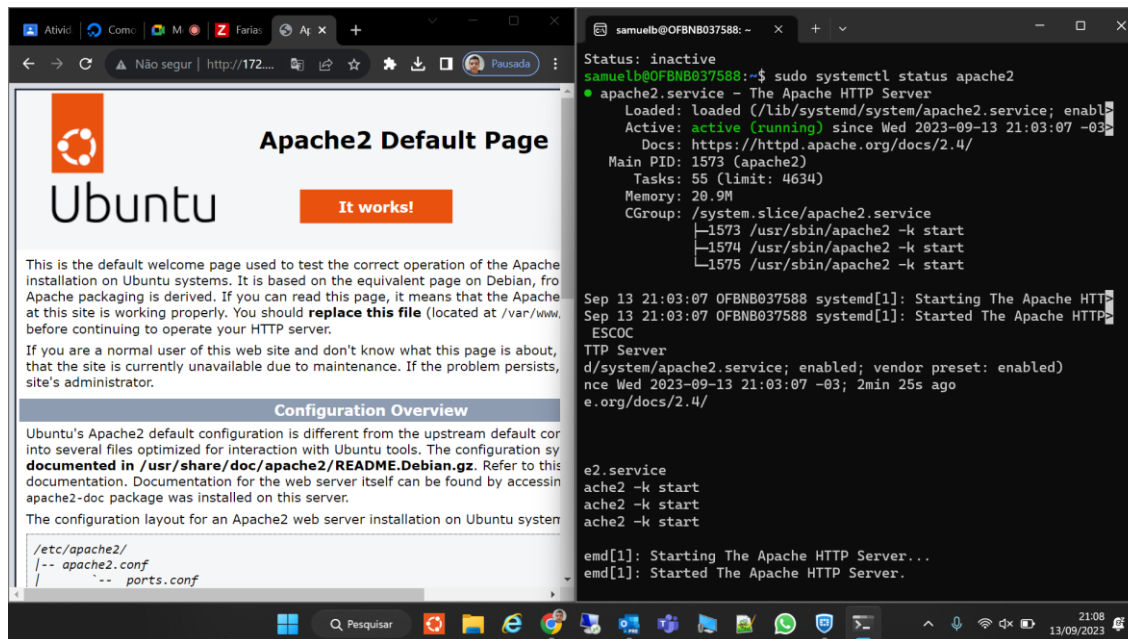 Ativid
Como
M
Farias
Ap
samuelb@OFBNB037588: ~
Não segur | http://172....
Pausada
ubuntu
Apache2 Default Page
It works!
This is the default welcome page used to test the correct operation of the Apache
installation on Ubuntu systems. It is based on the equivalent page on Debian, fro
Apache packaging is derived. If you can read this page, it means that the Apache
at this site is working properly. You should replace this file (located at /var/www,
before continuing to operate your HTTP server.
If you are a normal user of this web site and don't know what this page is about,
that the site is currently unavailable due to maintenance. If the problem persists,
site's administrator.
Configuration Overview
Ubuntu's Apache2 default configuration is different from the upstream default cor
into several files optimized for interaction with Ubuntu tools. The configuration sy
documented in /usr/share/doc/apache2/README.Debian.gz. Refer to this
documentation. Documentation for the web server itself can be found by accessin
apache2-doc package was installed on this server.
The configuration layout for an Apache2 web server installation on Ubuntu system
/etc/apache2/
|-- apache2.conf
|       `--  ports.conf
Status: inactive
samuelb@OFBNB037588:~$ sudo systemctl status apache2
● apache2.service - The Apache HTTP Server
Loaded: loaded (/lib/systemd/system/apache2.service; enabl>
Active: active (running) since Wed 2023-09-13 21:03:07 -03>
Docs: https://httpd.apache.org/docs/2.4/
Main PID: 1573 (apache2)
Tasks: 55 (limit: 4634)
Memory: 20.9M
CGroup: /system.slice/apache2.service
├─1573 /usr/sbin/apache2 -k start
├─1574 /usr/sbin/apache2 -k start
└─1575 /usr/sbin/apache2 -k start
Sep 13 21:03:07 OFBNB037588 systemd[1]: Starting The Apache HTT>
Sep 13 21:03:07 OFBNB037588 systemd[1]: Started The Apache HTTP>
ESCOC
TTP Server
d/system/apache2.service; enabled; vendor preset: enabled)
nce Wed 2023-09-13 21:03:07 -03; 2min 25s ago
e.org/docs/2.4/
e2.service
ache2 -k start
ache2 -k start
ache2 -k start
emd[1]: Starting The Apache HTTP Server...
emd[1]: Started The Apache HTTP Server.
Pesquisar
21:08
13/09/2023